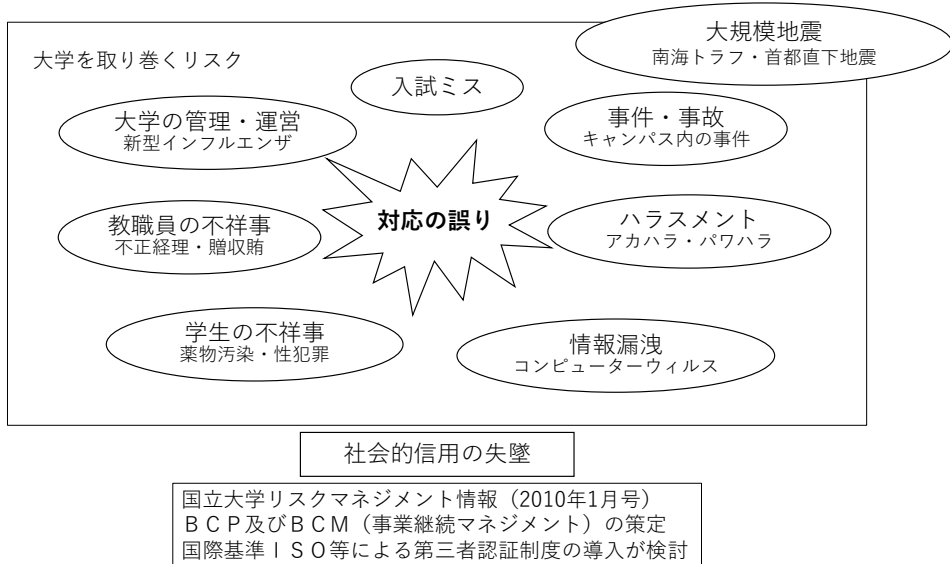 大規模地震
南海トラフ・首都直下地震
大学を取り巻くリスク
入試ミス
大学の管理・運営
新型インフルエンザ
事件・事故
キャンパス内の事件
対応の誤り
教職員の不祥事
不正経理・贈収賄
ハラスメント
アカハラ・パワハラ
学生の不祥事
薬物汚染・性犯罪
情報漏洩
コンピューターウィルス
社会的信用の失墜
国立大学リスクマネジメント情報（2010年1月号）
ＢＣＰ及びＢＣＭ（事業継続マネジメント）の策定
国際基準ＩＳＯ等による第三者認証制度の導入が検討